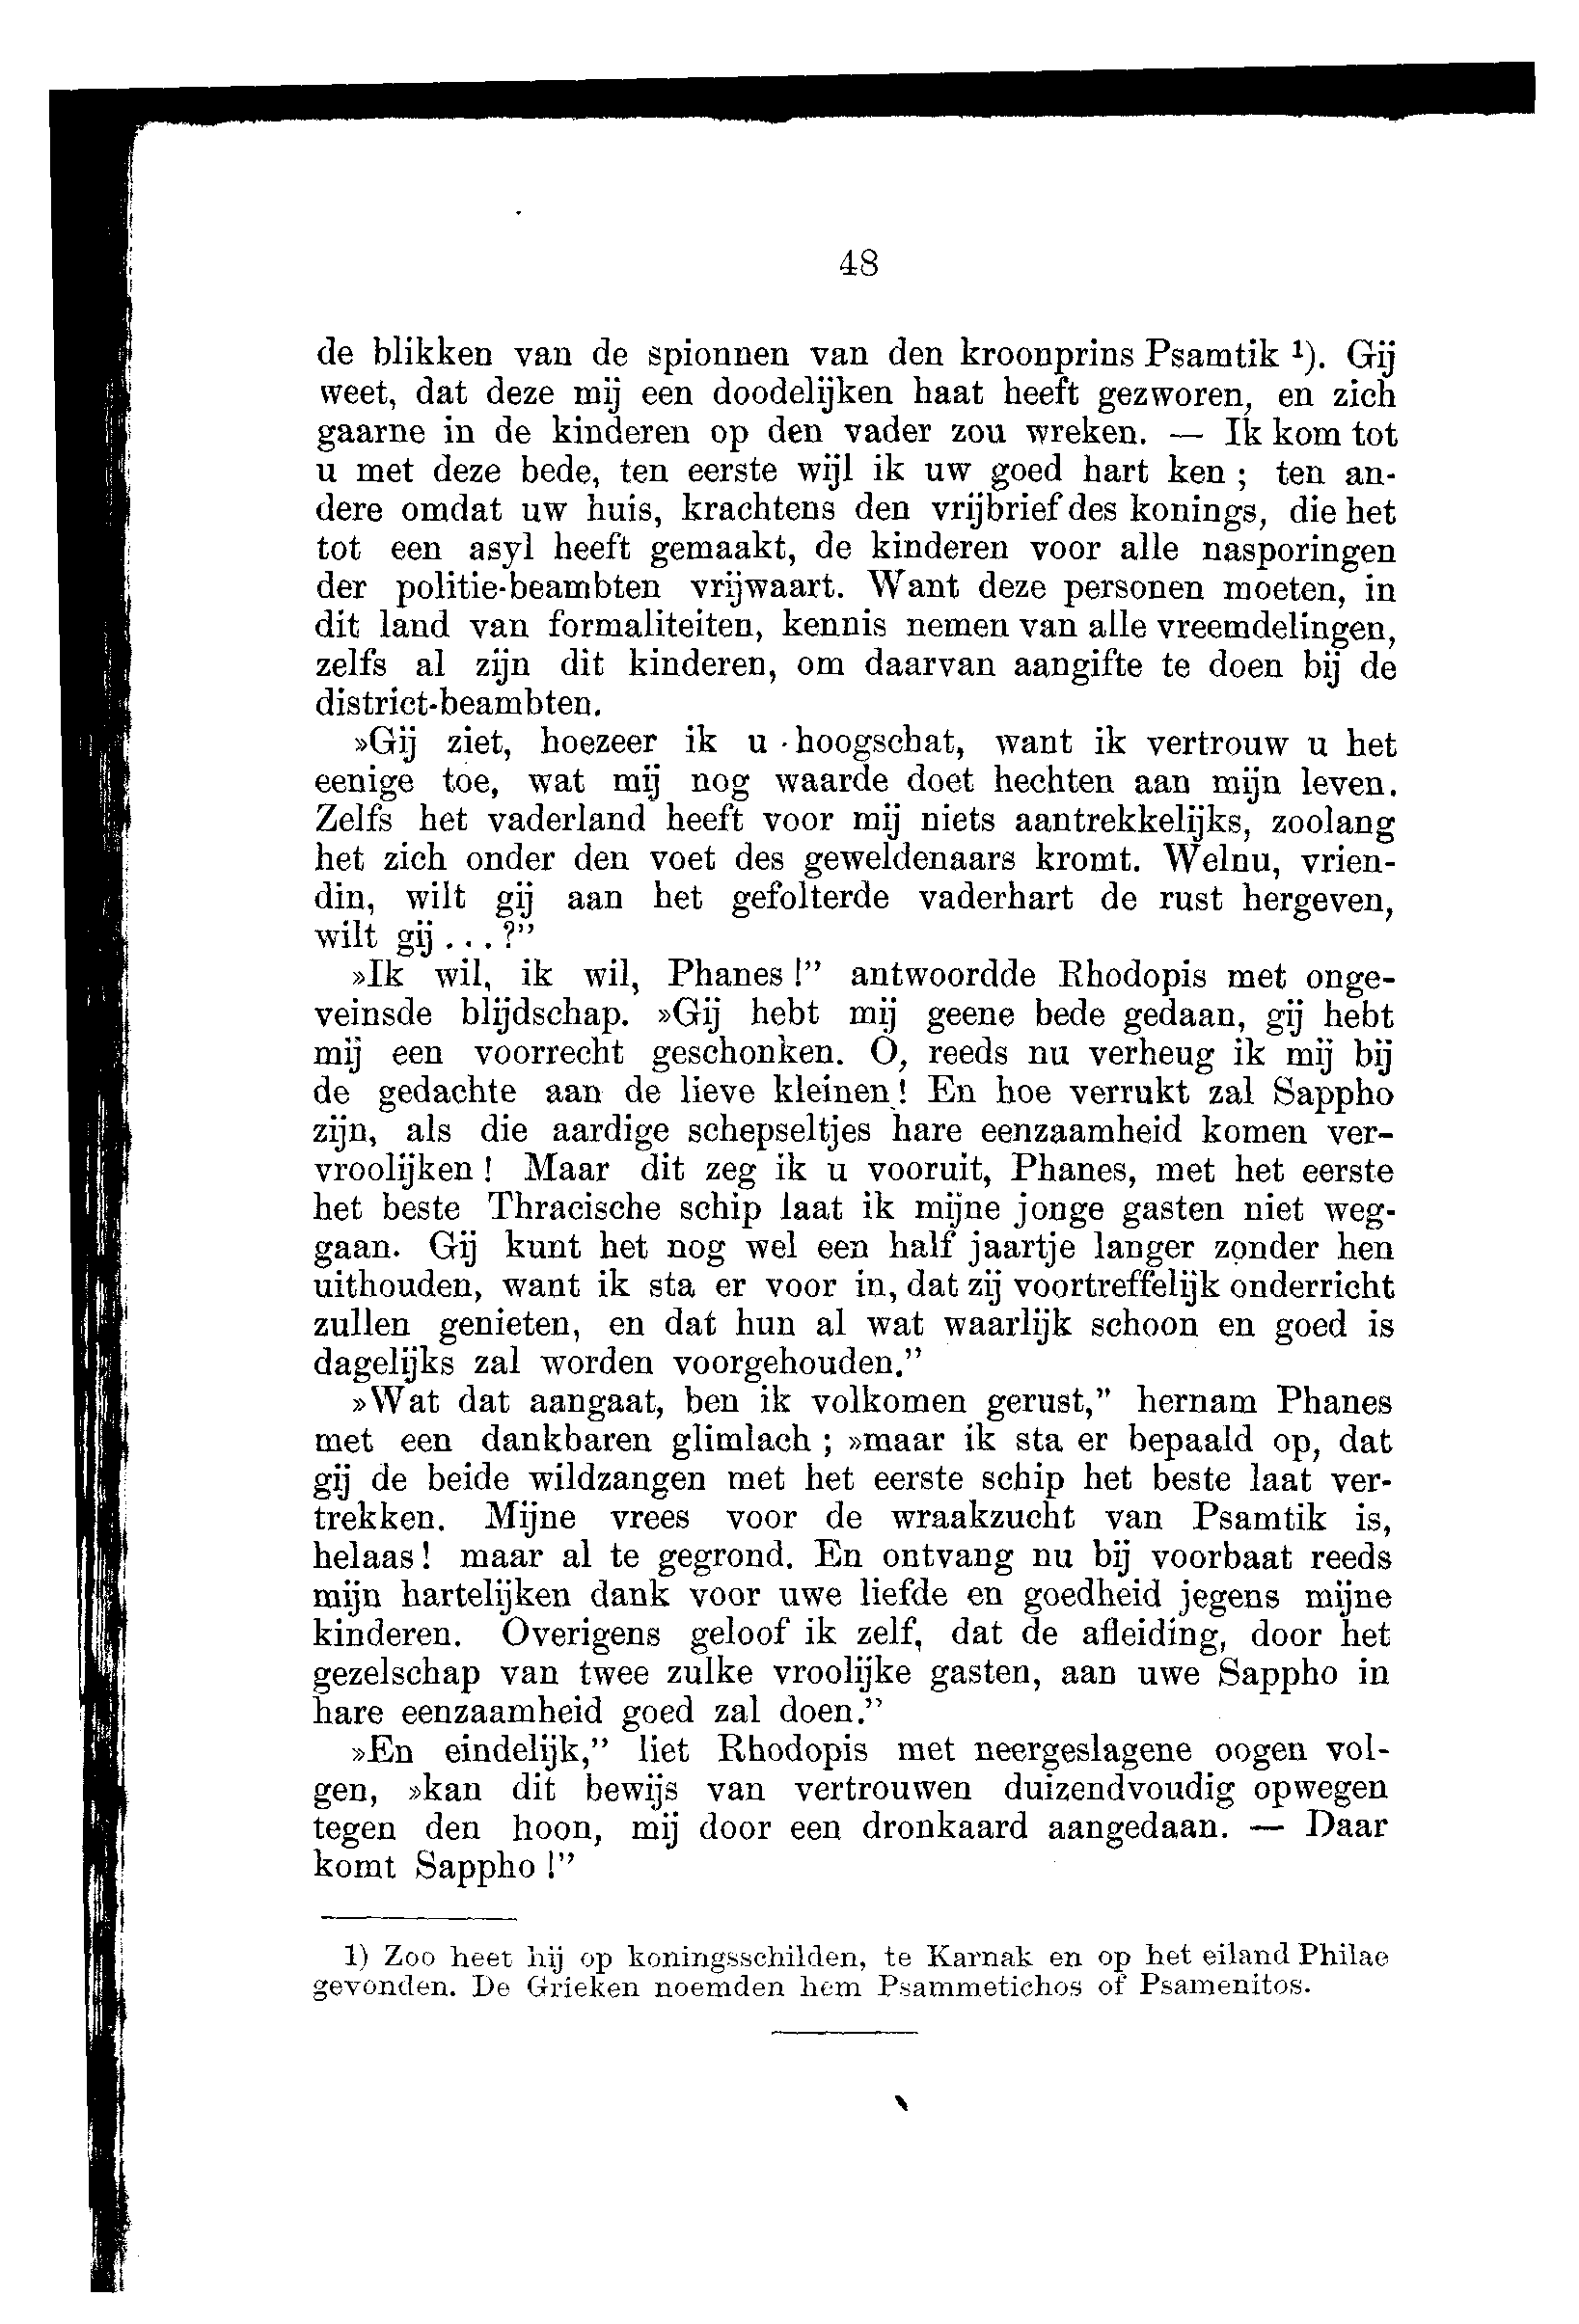 48
de blikken van de spionnen van den kroonprins Psamtik ¹). Gij
weet, dat deze mij een doodelijken haat heeft gezworen, en zich
gaarne in de kinderen op den vader zou wreken. — Ik kom tot
u met deze bede, ten eerste wijl ik uw goed hart ken ; ten an-
dere omdat uw huis, krachtens den vrijbrief des konings, die het
tot een asyl heeft gemaakt, de kinderen voor alle nasporingen
der politie-beambten vrijwaart. Want deze personen moeten, in
dit land van formaliteiten, kennis nemen van alle vreemdelingen,
zelfs al zijn dit kinderen, om daarvan aangifte te doen bij de
district-beambten.
»Gij ziet, hoezeer ik u hoogschat, want ik vertrouw u het
eenige toe, wat mij nog waarde doet hechten aan mijn leven.
Zelfs het vaderland heeft voor mij niets aantrekkelijks, zoolang
het zich onder den voet des geweldenaars kromt. Welnu, vrien-
din, wilt gij aan het gefolterde vaderhart de rust hergeven,
wilt gij . . . ?”
»Ik wil, ik wil, Phanes !” antwoordde Rhodopis met onge-
veinsde blijdschap. »Gij hebt mij geene bede gedaan, gij hebt
mij een voorrecht geschonken. O, reeds nu verheug ik mij bij
de gedachte aan de lieve kleinen! En hoe verrukt zal Sappho
zijn, als die aardige schepseltjes hare eenzaamheid komen ver-
vroolijken ! Maar dit zeg ik u vooruit, Phanes, met het eerste
het beste Thracische schip laat ik mijne jonge gasten niet weg-
gaan. Gij kunt het nog wel een half jaartje langer zonder hen
uithouden, want ik sta er voor in, dat zij voortreffelijk onderricht
zullen genieten, en dat hun al wat waarlijk schoon en goed is
dagelijks zal worden voorgehouden.”
»Wat dat aangaat, ben ik volkomen gerust,” hernam Phanes
met een dankbaren glimlach ; »maar ik sta er bepaald op, dat
gij de beide wildzangen met het eerste schip het beste laat ver-
trekken. Mijne vrees voor de wraakzucht van Psamtik is,
helaas! maar al te gegrond. En ontvang nu bij voorbaat reeds
mijn hartelijken dank voor uwe liefde en goedheid jegens mijne
kinderen. Overigens geloof ik zelf, dat de afleiding, door het
gezelschap van twee zulke vroolijke gasten, aan uwe Sappho in
hare eenzaamheid goed zal doen.”
»En eindelijk,” liet Rhodopis met neergeslagene oogen vol-
gen, »kan dit bewijs van vertrouwen duizendvoudig opwegen
tegen den hoon, mij door een dronkaard aangedaan. — Daar
komt Sappho !”
1) Zoo heet hij op koningsschilden, te Karnak en op het eiland Philae
gevonden. De Grieken noemden hem Psammetichos of Psamenitos.